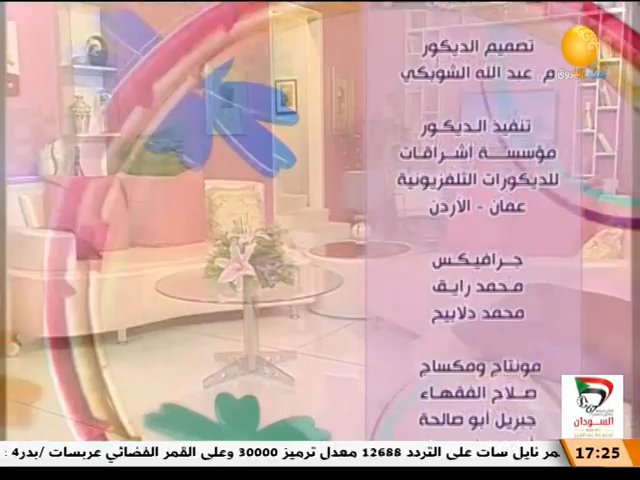 تصميم الديكور
م. عبد الله الشوبكي
تنفيذ الديكور
مؤسسة أشراقات
للديكورات التلفزيونية
عمان - الأردن
جرافيكس
محمد رايق
محمد دلابيح
مونتاج ومكساج
صلاح الفقهاء
جبريل أبو صالحة
السودان
مر نايل سات على التردد 12688 معدل ترميز 30000 وعلى القمر الفضائي عربسات /بدر4
17:25